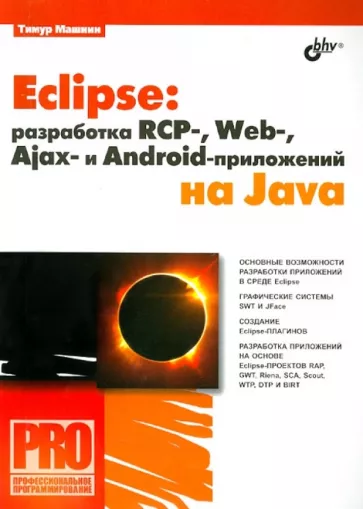 Тимур Машнин
bhv®
Eclipse:
разработка RCP-, Web-,
Ajax- и Android-приложений
на Java
ОСНОВНЫЕ ВОЗМОЖНОСТИ
РАЗРАБОТКИ ПРИЛОЖЕНИЙ
В СРЕДЕ Eclipse
ГРАФИЧЕСКИЕ СИСТЕМЫ
SWT И JFace
СОЗДАНИЕ
Eclipse-ПЛАГИНОВ
РАЗРАБОТКА ПРИЛОЖЕНИЙ
НА ОСНОВЕ
Eclipse-ПРОЕКТОВ RAP,
GWT, Riena, SCA, Scout,
WTP, DTP И BIRT
PRO
ПРОФЕССИОНАЛЬНОЕ
ПРОГРАММИРОВАНИЕ